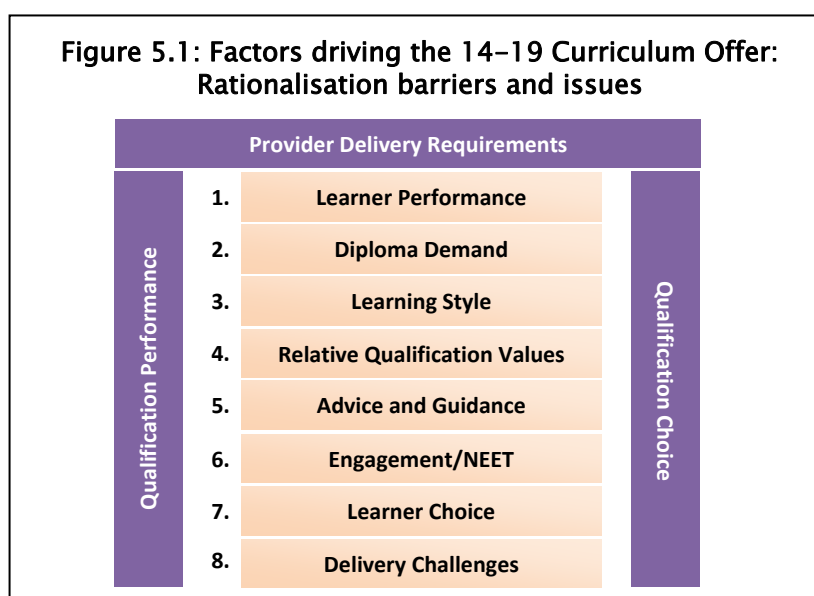 Figure 5.1: Factors driving the 14–19 Curriculum Offer:
Rationalisation barriers and issues
Provider Delivery Requirements
Qualification Performance
1. Learner Performance
2. Diploma Demand
3. Learning Style
4. Relative Qualification Values
5. Advice and Guidance
6. Engagement/NEET
7. Learner Choice
8. Delivery Challenges
Qualification Choice